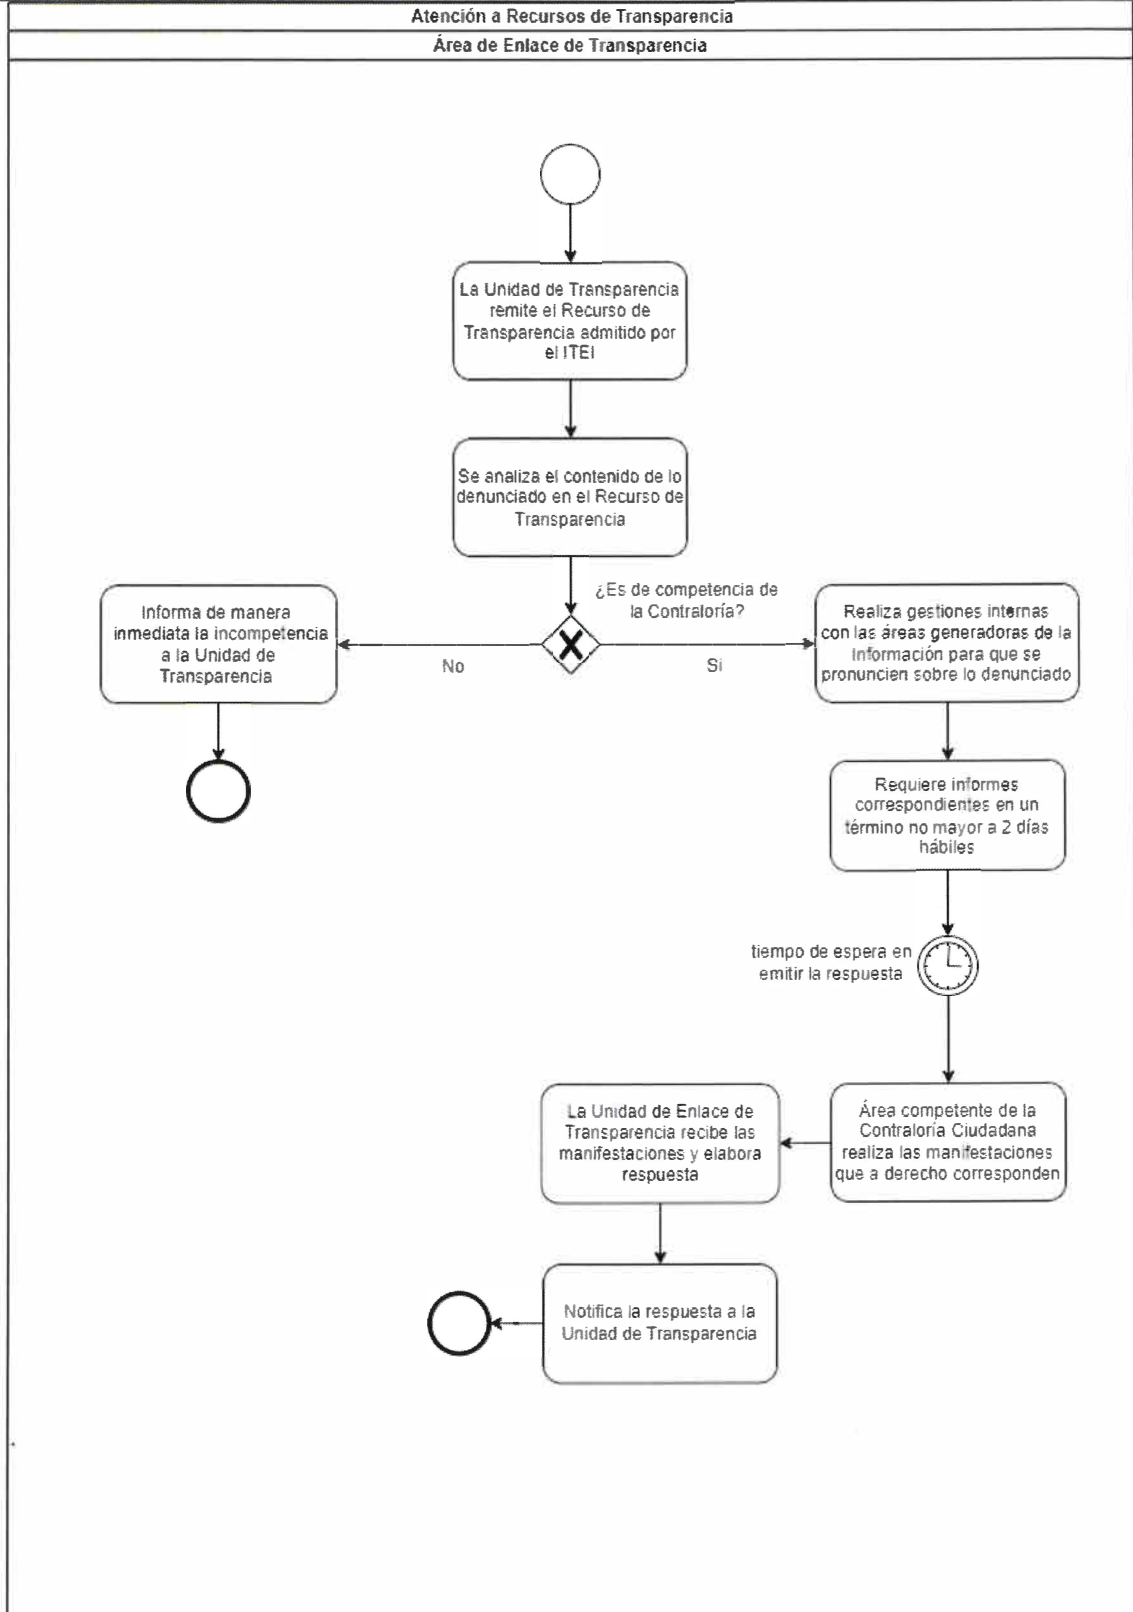 Atención a Recursos de Transparencia
Área de Enlace de Transparencia
La Unidad de Transparencia
remite el Recurso de
Transparencia admitido por
el ITEI
Se analiza el contenido de lo
denunciado en el Recurso de
Transparencia
¿Es de competencia de
la Contraloría?
Informa de manera
inmediata la incompetencia
a la Unidad de
Transparencia
No
Si
Realiza gestiones internas
con las áreas generadoras de la
Información para que se
pronuncien sobre lo denunciado
Requiere informes
correspondientes en un
término no mayor a 2 días
hábiles
tiempo de espera en
emitir la respuesta
Área competente de la
Contraloría Ciudadana
realiza las manifestaciones
que a derecho corresponden
La Unidad de Enlace de
Transparencia recibe las
manifestaciones y elabora
respuesta
Notifica la respuesta a la
Unidad de Transparencia